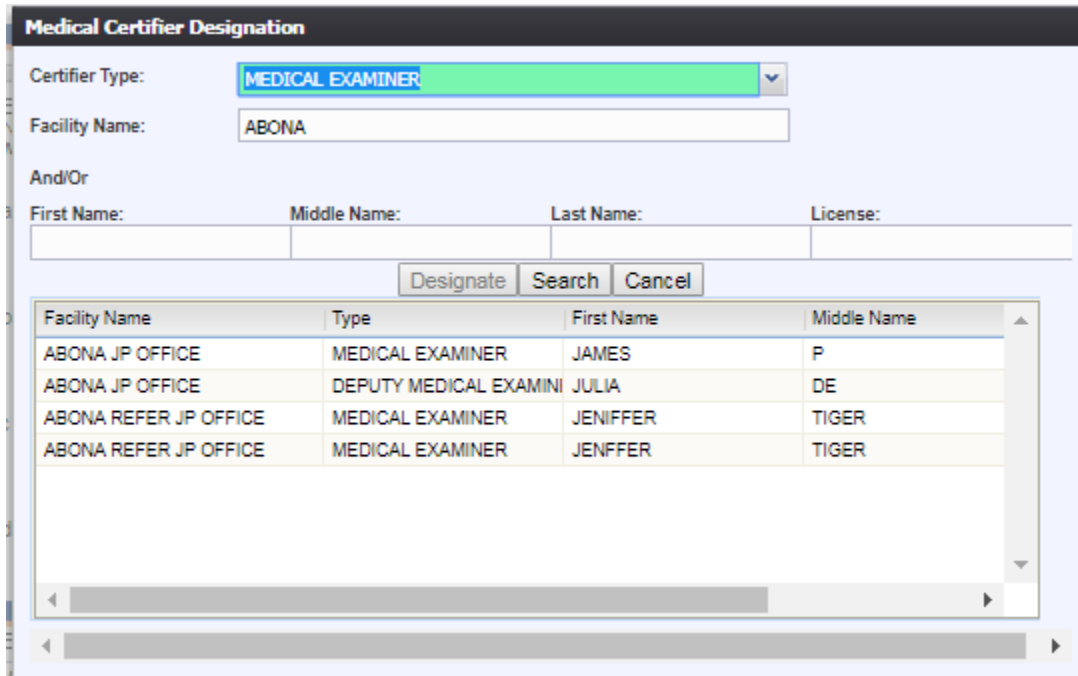 Medical Certifier Designation
Certifier Type: MEDICAL EXAMINER
Facility Name: ABONA
And/Or
First Name: Middle Name: Last Name: License:
Designate Search Cancel
Facility Name Type First Name Middle Name
ABONA JP OFFICE MEDICAL EXAMINER JAMES P
ABONA JP OFFICE DEPUTY MEDICAL EXAMINI JULIA DE
ABONA REFER JP OFFICE MEDICAL EXAMINER JENIFFER TIGER
ABONA REFER JP OFFICE MEDICAL EXAMINER JENFFER TIGER